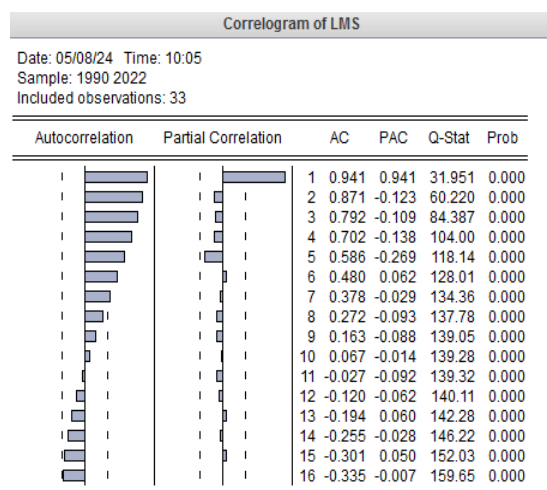 Correlogram of LMS
Date: 05/08/24 Time: 10:05
Sample: 1990 2022
Included observations: 33
Autocorrelation Partial Correlation AC PAC Q-Stat Prob
1 0.941 0.941 31.951 0.000
2 0.871 -0.123 60.220 0.000
3 0.792 -0.109 84.387 0.000
4 0.702 -0.138 104.00 0.000
5 0.586 -0.269 118.14 0.000
6 0.480 0.062 128.01 0.000
7 0.378 -0.029 134.36 0.000
8 0.272 -0.093 137.78 0.000
9 0.163 -0.088 139.05 0.000
10 0.067 -0.014 139.28 0.000
11 -0.027 -0.092 139.32 0.000
12 -0.120 -0.062 140.11 0.000
13 -0.194 0.060 142.28 0.000
14 -0.255 -0.028 146.22 0.000
15 -0.301 0.050 152.03 0.000
16 -0.335 -0.007 159.65 0.000